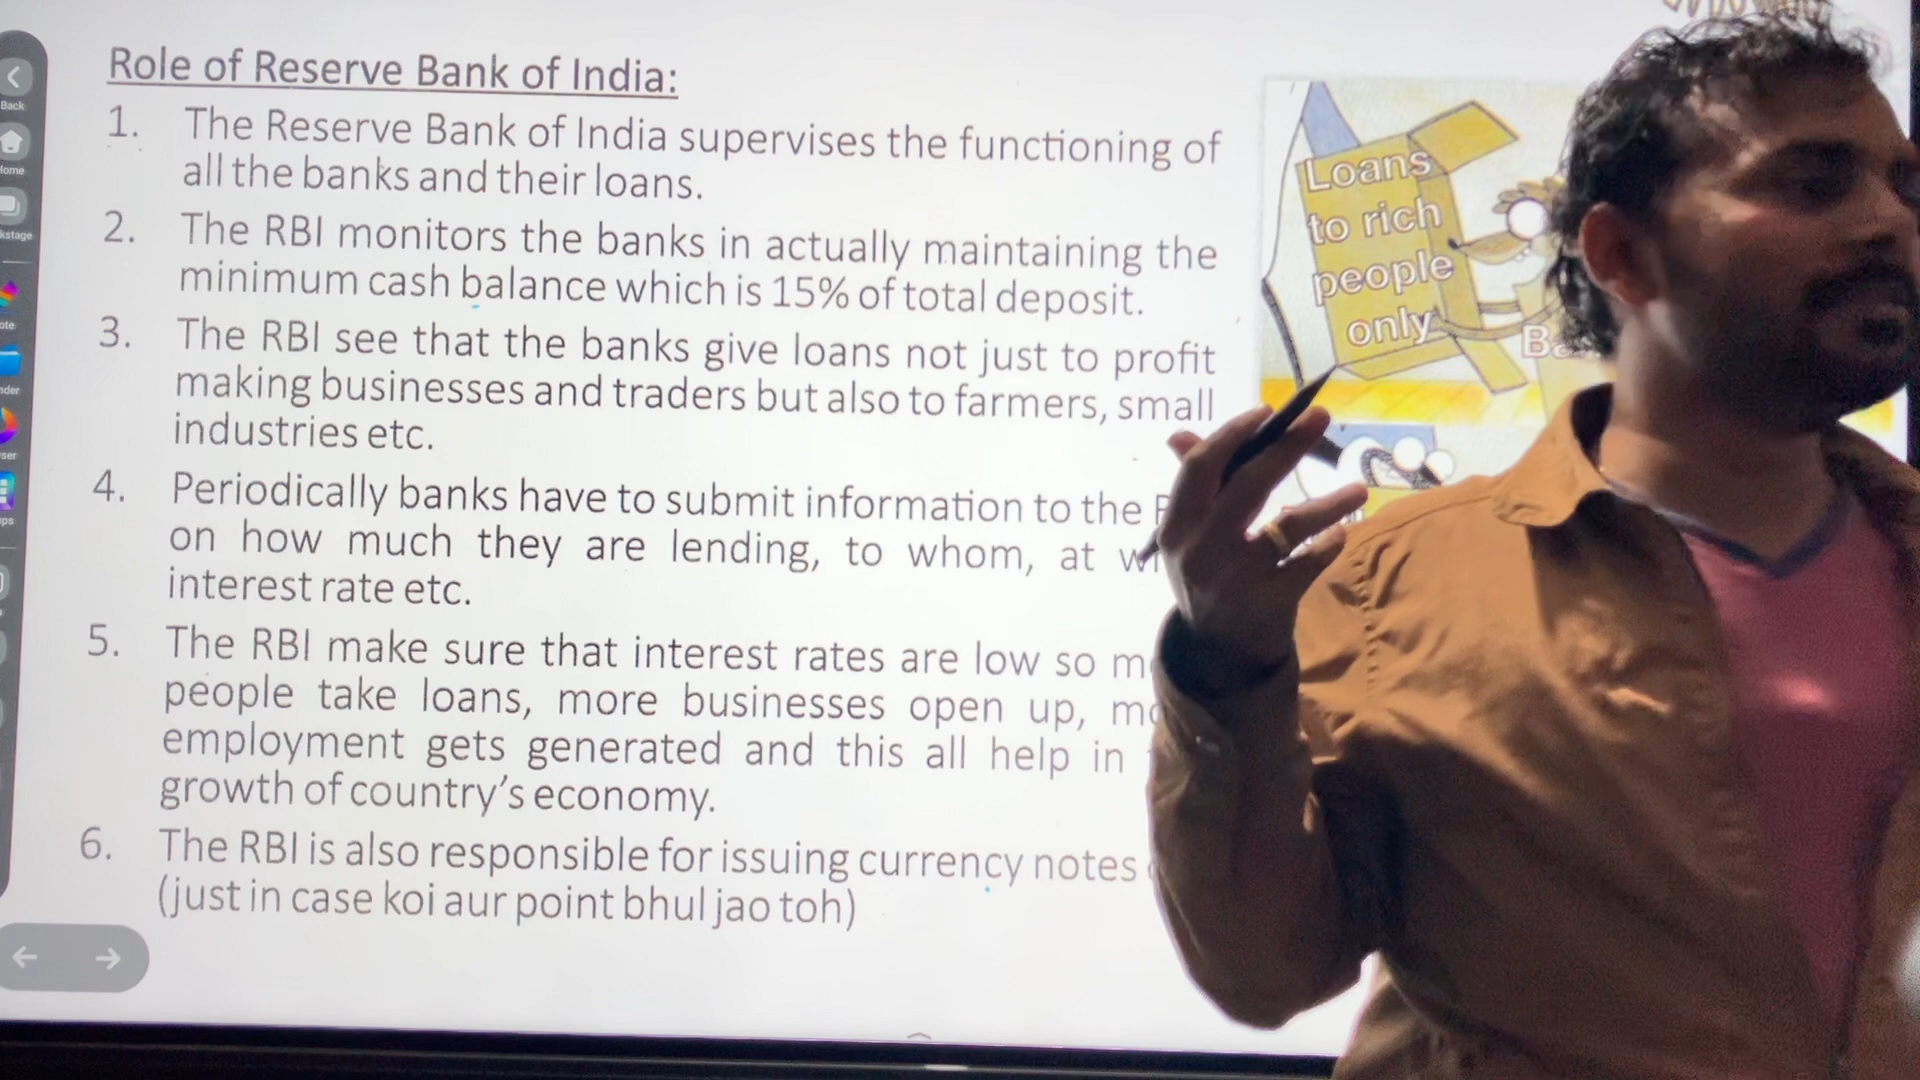 Role of Reserve Bank of India:
1. The Reserve Bank of India supervises the functioning of
all the banks and their loans.
2. The RBI monitors the banks in actually maintaining the
minimum cash balance which is 15% of total deposit.
3. The RBI see that the banks give loans not just to profit
making businesses and traders but also to farmers, small
industries etc.
4. Periodically banks have to submit information to the
on how much they are lending, to whom, at
interest rate etc.
5. The RBI make sure that interest rates are low so
people take loans, more businesses open up,
employment gets generated and this all help in
growth of country's economy.
6. The RBI is also responsible for issuing currency notes
(just in case koi aur point bhul jao toh)
Loans
to rich
people
only
Back